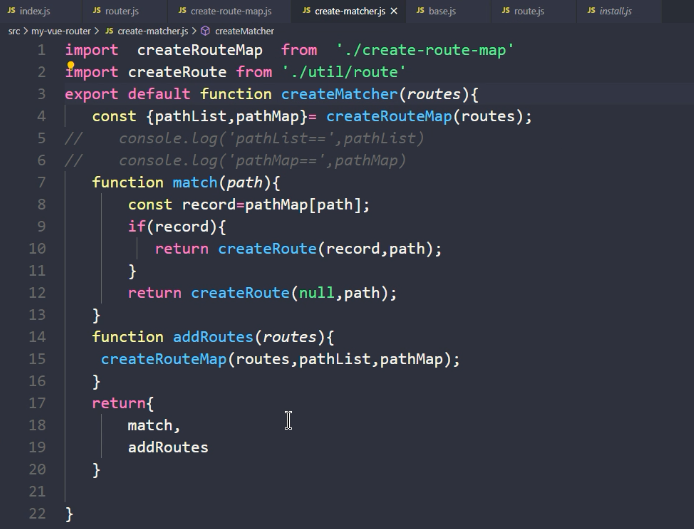 JS index.js JS router.js JS create-route-map.js JS create-matcher.js × JS base.js JS route.js JS install.js
src > my-vue-router > JS create-matcher.js > createMatcher
1 import  createRouteMap  from  './create-route-map'
2 import createRoute from './util/route'
3 export default function createMatcher(routes){
4    const {pathList,pathMap}= createRouteMap(routes);
5 //    console.log('pathList==',pathList)
6 //    console.log('pathMap==',pathMap)
7    function match(path){
8        const record=pathMap[path];
9        if(record){
10           return createRoute(record,path);
11        }
12        return createRoute(null,path);
13    }
14    function addRoutes(routes){
15     createRouteMap(routes,pathList,pathMap);
16    }
17    return{
18        match,
19        addRoutes
20    }
21
22 }